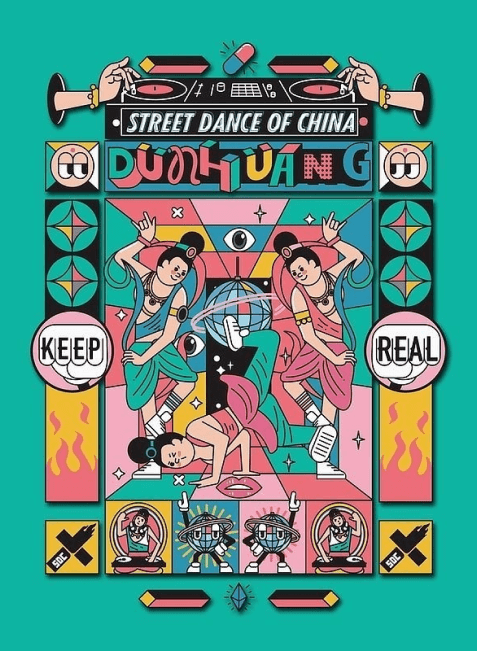 STREET DANCE OF CHINA
DUNHUANG
KEEP
REAL
SDC
SDC